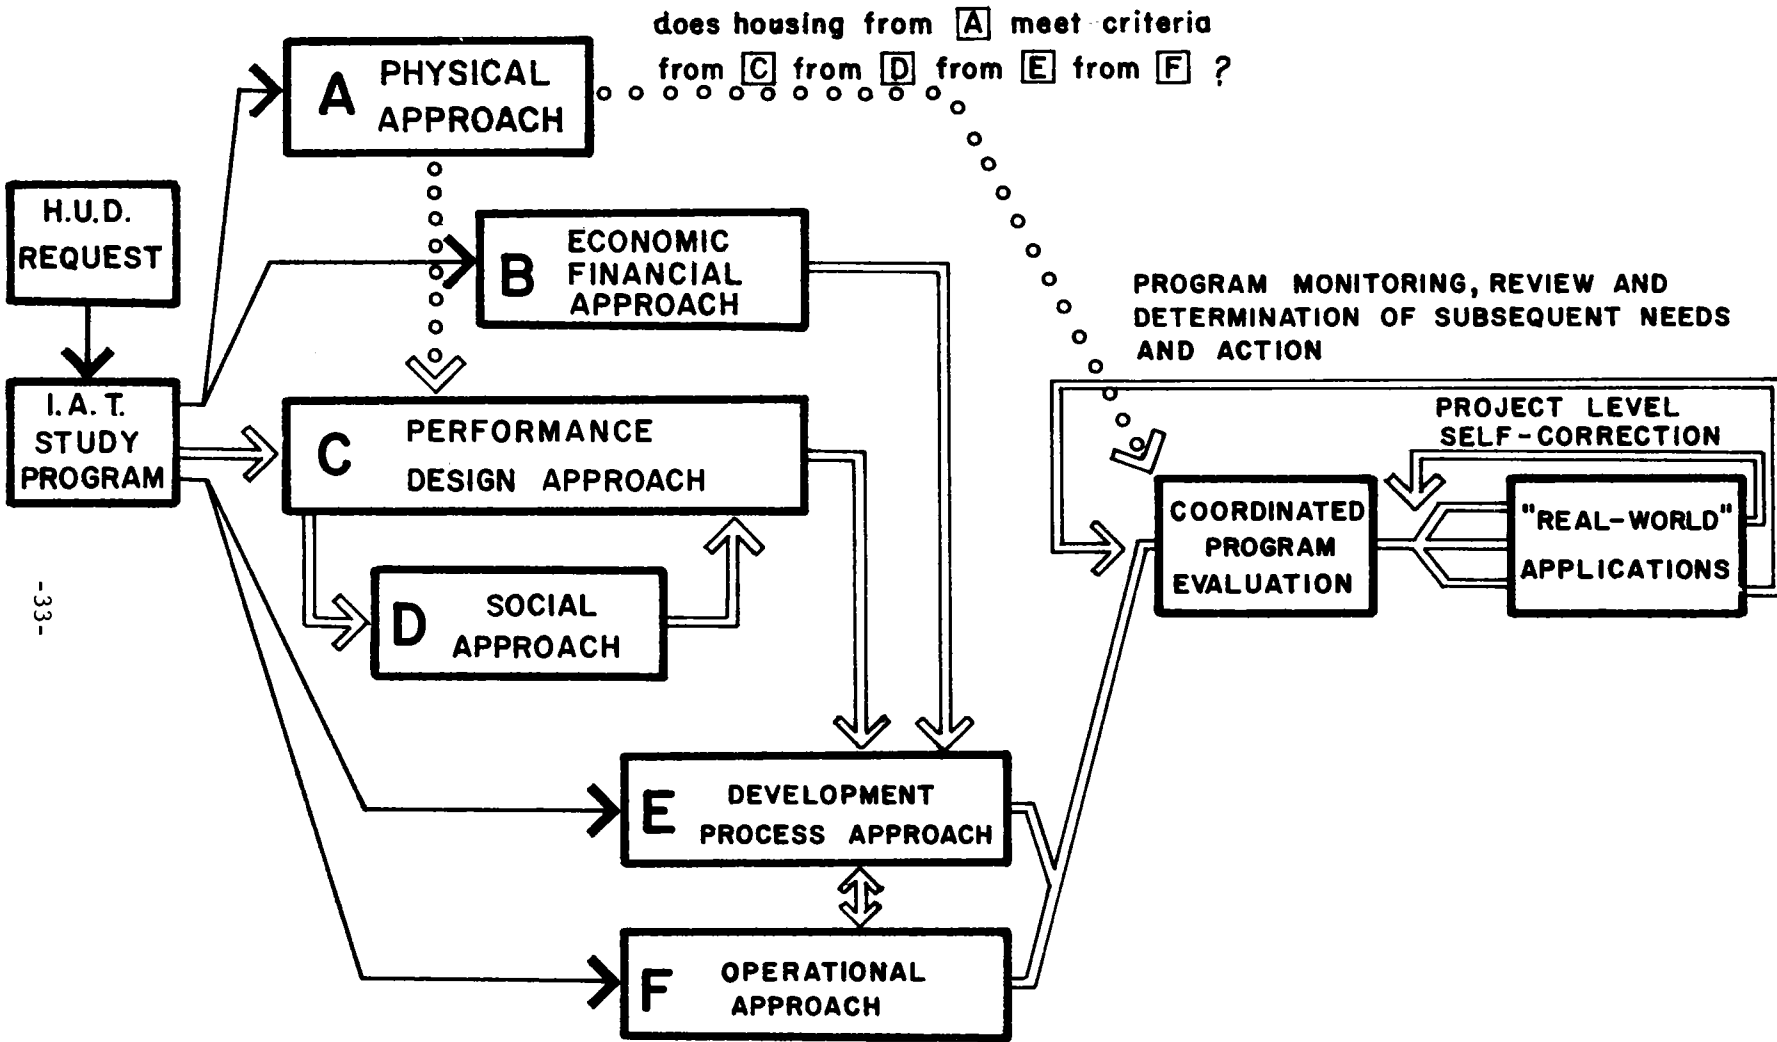 does housing from A meet criteria
from C from D from E from F ?
A PHYSICAL
APPROACH
H.U.D.
REQUEST
B ECONOMIC
FINANCIAL
APPROACH
I.A.T.
STUDY
PROGRAM
C PERFORMANCE
DESIGN APPROACH
D SOCIAL
APPROACH
E DEVELOPMENT
PROCESS APPROACH
F OPERATIONAL
APPROACH
PROGRAM MONITORING, REVIEW AND
DETERMINATION OF SUBSEQUENT NEEDS
AND ACTION
PROJECT LEVEL
SELF-CORRECTION
COORDINATED
PROGRAM
EVALUATION
"REAL-WORLD"
APPLICATIONS
-33-